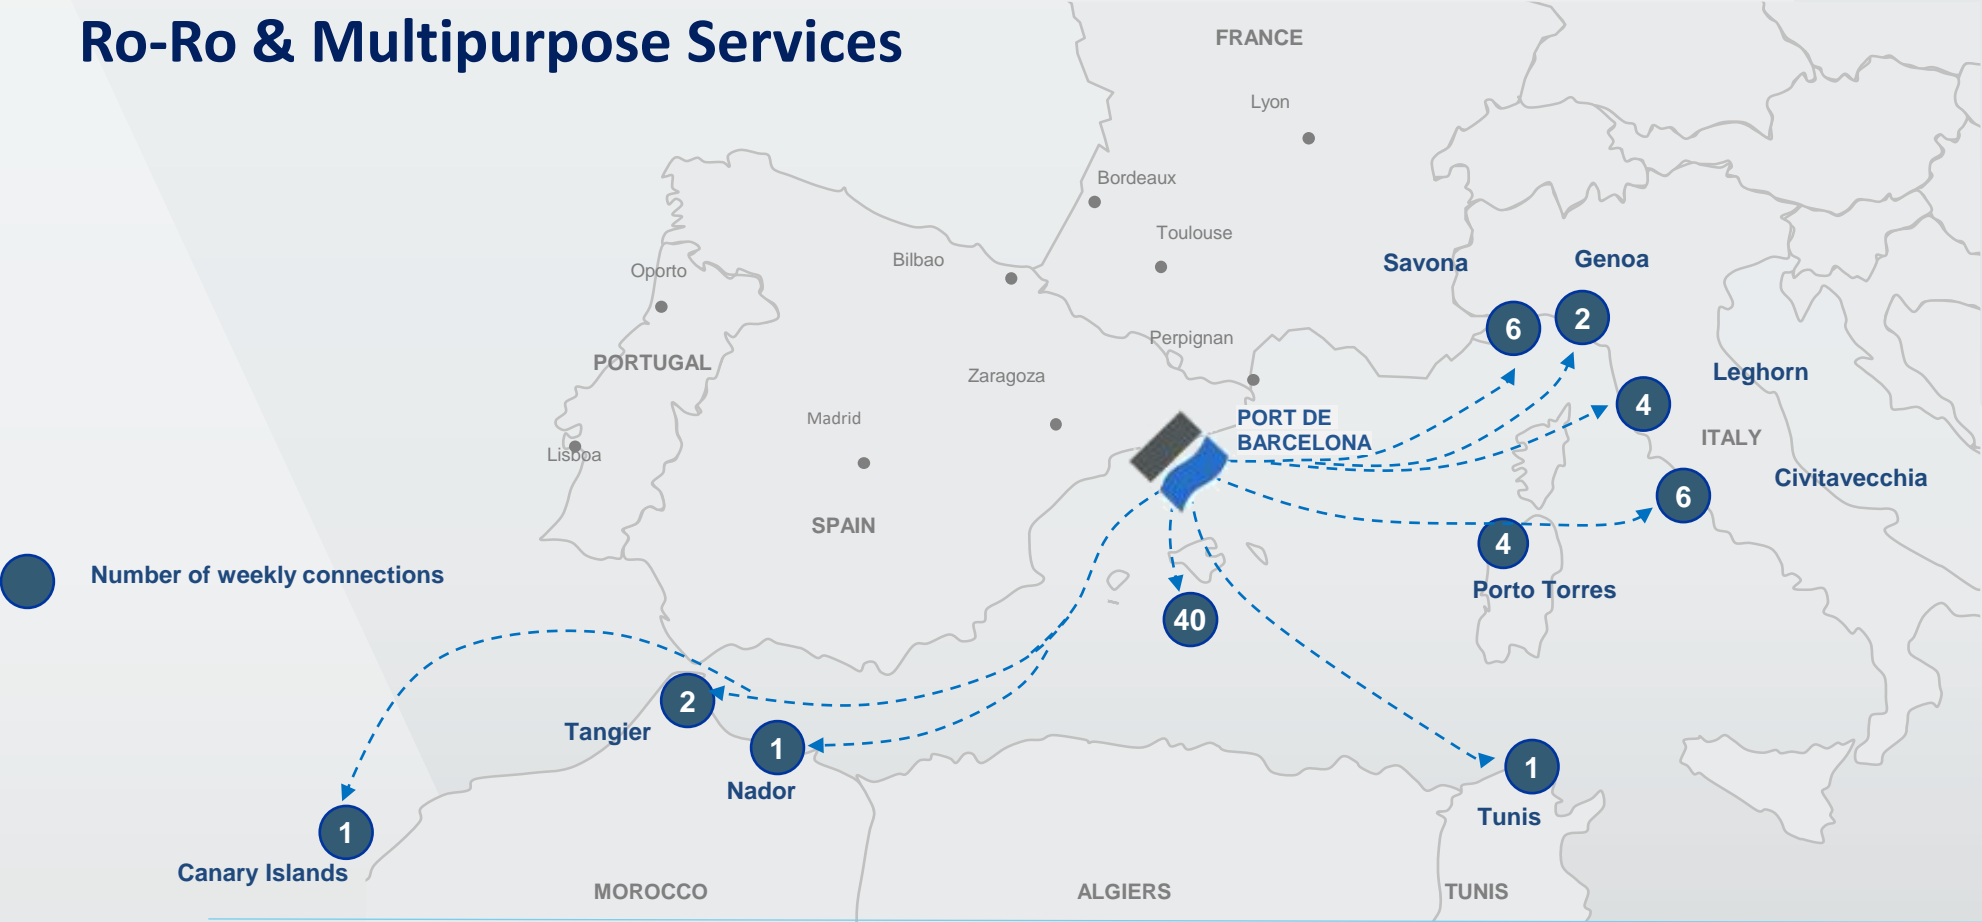 Ro-Ro & Multipurpose Services
FRANCE
Lyon
Bordeaux
Toulouse
Savona
Genoa
Bilbao
Oporto
6
2
Perpignan
PORTUGAL
Zaragoza
Leghorn
4
Madrid
PORT DE
BARCELONA
ITALY
Lisboa
Civitavecchia
6
SPAIN
4
Porto Torres
Number of weekly connections
40
2
Tangier
1
Nador
1
Tunis
1
Canary Islands
MOROCCO
ALGIERS
TUNIS